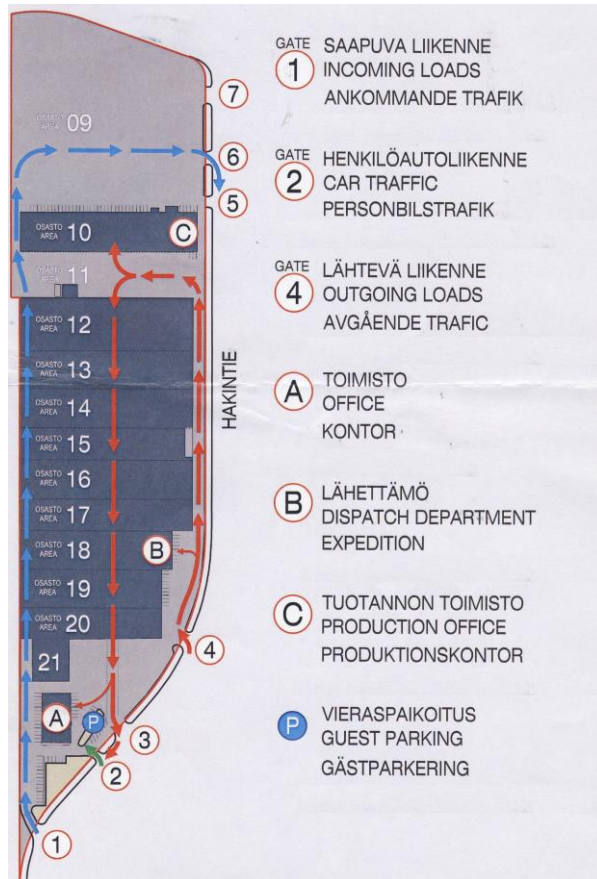 OSASTO
AREA 09
7
6
5
OSASTO
AREA 10
C
OSASTO
AREA 11
OSASTO
AREA 12
OSASTO
AREA 13
OSASTO
AREA 14
OSASTO
AREA 15
OSASTO
AREA 16
OSASTO
AREA 17
OSASTO
AREA 18
B
OSASTO
AREA 19
OSASTO
AREA 20
4
21
A
P
3
2
1
HAKINTIE
GATE
1
SAAPUVA LIIKENNE
INCOMING LOADS
ANKOMMANDE TRAFIK
GATE
2
HENKILÖAUTOLIIKENNE
CAR TRAFFIC
PERSONBILSTRAFIK
GATE
4
LÄHTEVÄ LIIKENNE
OUTGOING LOADS
AVGÅENDE TRAFIC
A
TOIMISTO
OFFICE
KONTOR
B
LÄHETTÄMÖ
DISPATCH DEPARTMENT
EXPEDITION
C
TUOTANNON TOIMISTO
PRODUCTION OFFICE
PRODUKTIONSKONTOR
P
VIERASPAIKOITUS
GUEST PARKING
GÄSTPARKERING